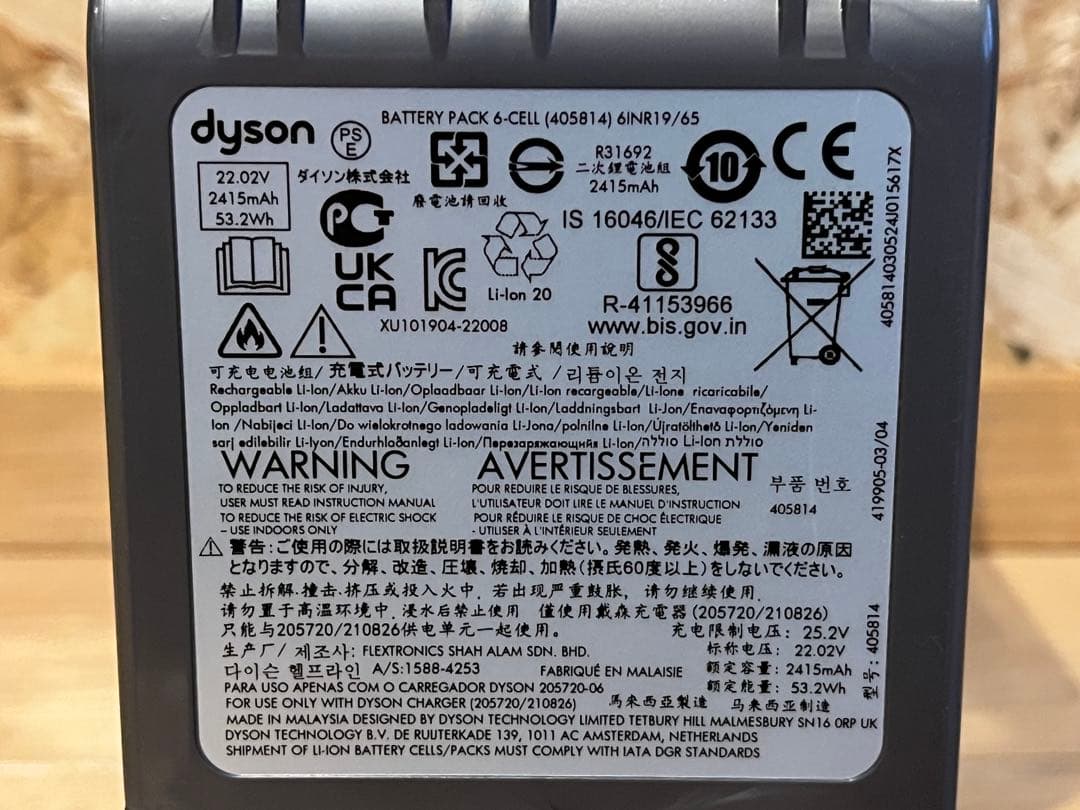 dyson
PS
E
BATTERY PACK 6-CELL (405814) 6INR19/65
22.02V
2415mAh
53.2Wh
ダイソン株式会社
廢電池請回收
R31692
二次鋰電池組
2415mAh
10
CE
PCT
UK
CA
Li-Ion 20
IS 16046/IEC 62133
R-41153966
www.bis.gov.in
XU101904-22008
請參閱使用說明
405814030524J015617X
可充电电池组/ 充電式バッテリー/可充電式 /리튬이온 전지
Rechargeable Li-Ion/Akku Li-Ion/Oplaadbaar Li-Ion/Li-Ion recargeable/Li-Ione ricaricabile/
Oppladbart Li-Ion/Ladattava Li-Ion/Genopladeligt Li-Ion/Laddningsbart Li-Jon/Επαναφορτιζόμενη Li-
Ion /Nabíjecí Li-Ion/Do wielokrotnego ładowania Li-Jona/polnilne Li-Ion/Újratölthető Li-Ion/Yeniden
sarj edilebilir Li-Iyon/Endurhlaðanlegt Li-Ion/Перезаряжающийя Li-Ion/סוללת Li-Ion סוללת
WARNING
TO REDUCE THE RISK OF INJURY,
USER MUST READ INSTRUCTION MANUAL
TO REDUCE THE RISK OF ELECTRIC SHOCK
– USE INDOORS ONLY
AVERTISSEMENT
POUR REDUIRE LE RISQUE DE BLESSURES,
L'UTILISATEUR DOIT LIRE LE MANUEL D'INSTRUCTION
POUR RÉDUIRE LE RISQUE DE CHOC ÉLECTRIQUE
- UTILISER À L'INTÉRIEUR SEULEMENT
부품 번호
405814
419905-03/04
警告:ご使用の際には取扱説明書をお読みください。発熱、発火、爆発、漏液の原因
となりますので、分解、改造、圧壊、焼却、加熱(摂氏60度以上)をしないでください。
禁止拆卸.撞击.挤压或投入火中. 若出现严重鼓胀, 请勿继续使用.
请勿置于高温环境中. 浸水后禁止使用 仅使用戴森充电器 (205720/210826)
只能与205720/210826供电单元一起使用。
充电限制电压: 25.2V
标称电压: 22.02V
额定容量: 2415mAh
额定能量: 53.2Wh
型号: 405814
生产厂/ 제조사: FLEXTRONICS SHAH ALAM SDN. BHD.
다이슨 헬프라인 A/S:1588-4253
FABRIQUÉ EN MALAISIE
PARA USO APENAS COM O CARREGADOR DYSON 205720-06
FOR USE ONLY WITH DYSON CHARGER (205720/210826)
馬來西亞製造 马来西亚制造
MADE IN MALAYSIA DESIGNED BY DYSON TECHNOLOGY LIMITED TETBURY HILL MALMESBURY SN16 0RP UK
DYSON TECHNOLOGY B.V. DE RUIJTERKADE 139, 1011 AC AMSTERDAM, NETHERLANDS
SHIPMENT OF LI-ION BATTERY CELLS/PACKS MUST COMPLY WITH IATA DGR STANDARDS